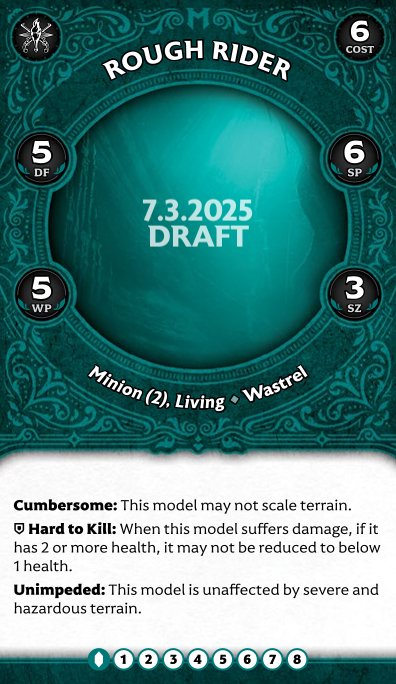 ROUGH RIDER
6
COST
5
DF
6
SP
7.3.2025
DRAFT
5
WP
3
SZ
Minion (2), Living ◆ Wastrel
Cumbersome: This model may not scale terrain.
Hard to Kill: When this model suffers damage, if it
has 2 or more health, it may not be reduced to below
1 health.
Unimpeded: This model is unaffected by severe and
hazardous terrain.
1 2 3 4 5 6 7 8